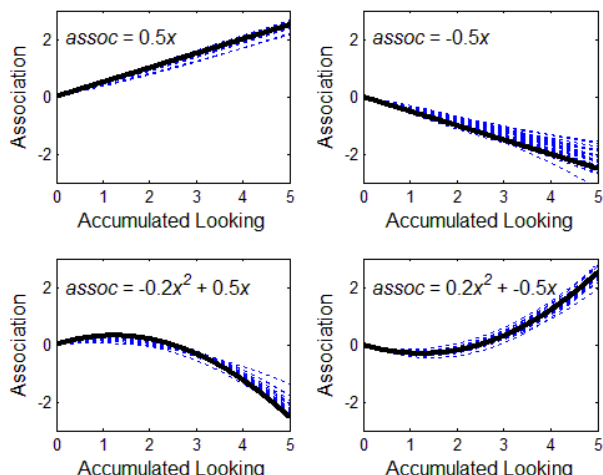 assoc = 0.5x
assoc = -0.5x
Association
2
0
-2
0 1 2 3 4 5
Accumulated Looking
Association
2
0
-2
0 1 2 3 4 5
Accumulated Looking
assoc = -0.2x² + 0.5x
assoc = 0.2x² + -0.5x
Association
2
0
-2
0 1 2 3 4 5
Accumulated Looking
Association
2
0
-2
0 1 2 3 4 5
Accumulated Looking